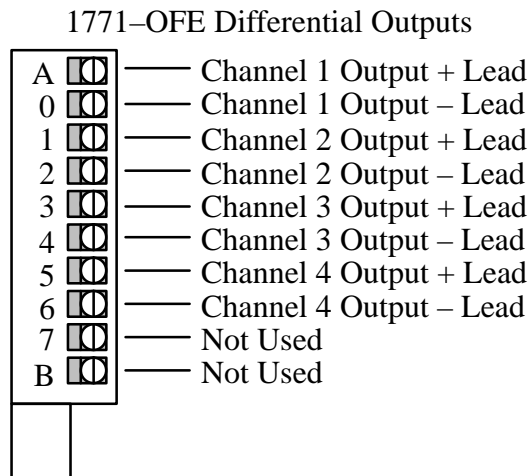 1771–OFE Differential Outputs
A Channel 1 Output + Lead
0 Channel 1 Output – Lead
1 Channel 2 Output + Lead
2 Channel 2 Output – Lead
3 Channel 3 Output + Lead
4 Channel 3 Output – Lead
5 Channel 4 Output + Lead
6 Channel 4 Output – Lead
7 Not Used
B Not Used